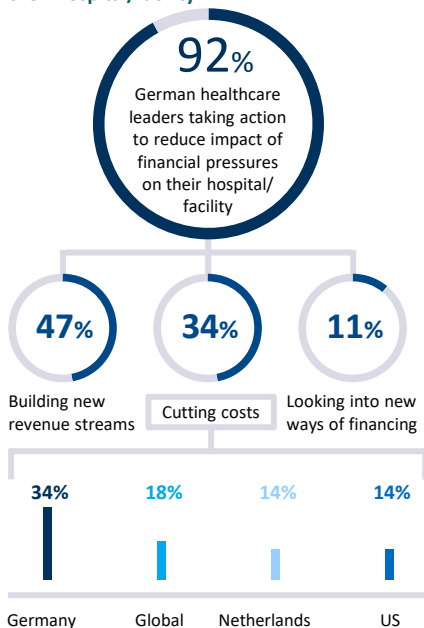 92%
German healthcare
leaders taking action
to reduce impact of
financial pressures
on their hospital/
facility
47%
34%
11%
Building new
revenue streams
Cutting costs
Looking into new
ways of financing
34%
18%
14%
14%
Germany
Global
Netherlands
US